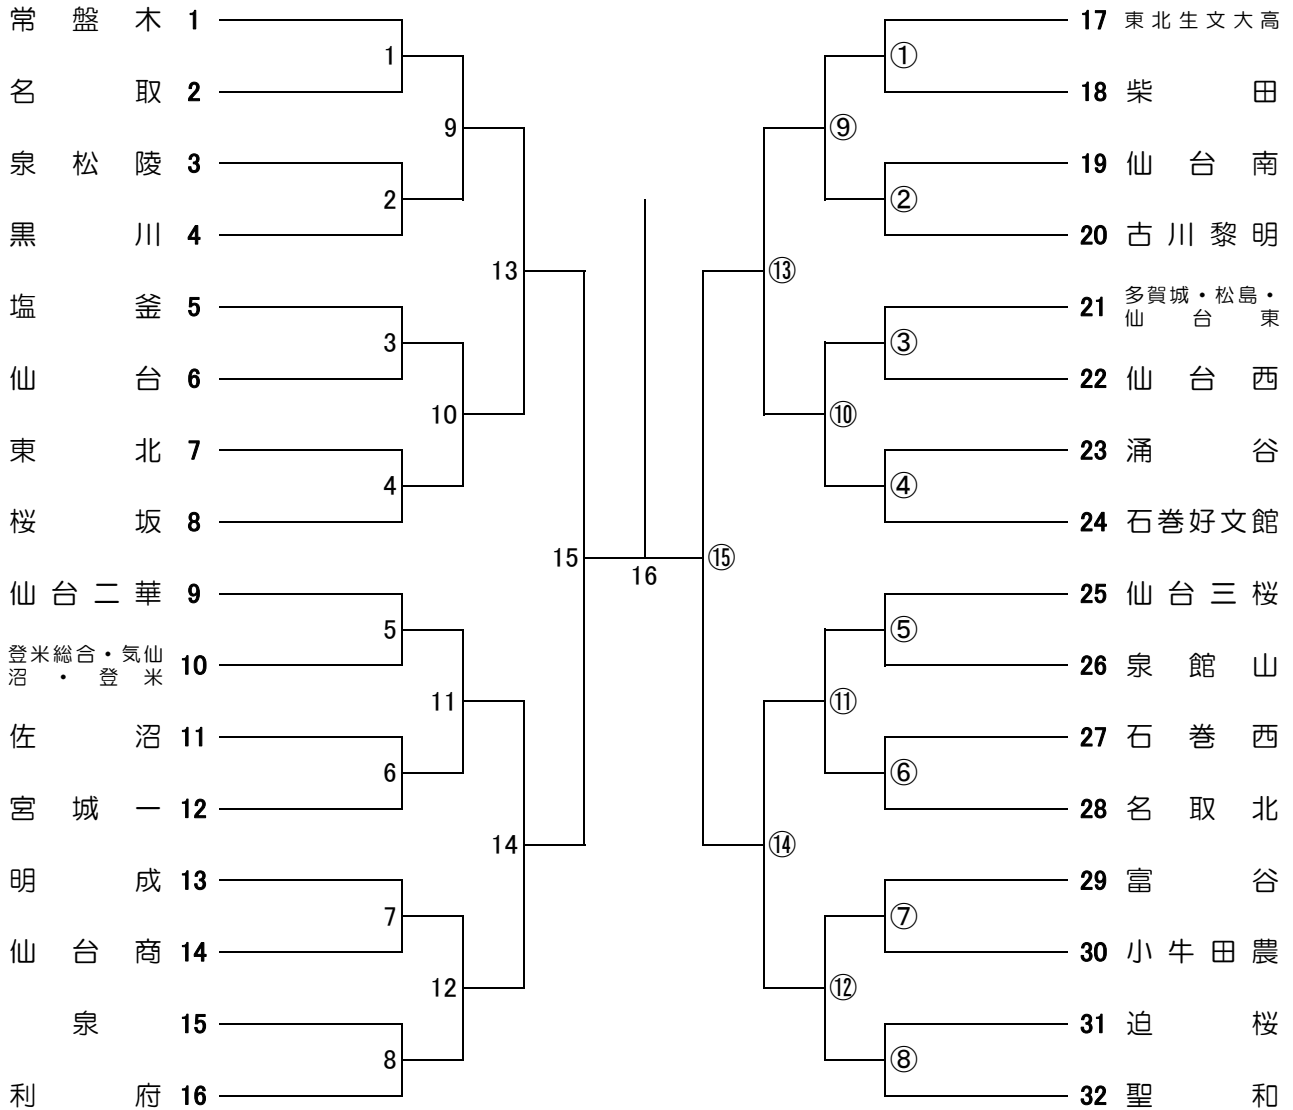 常盤木 1
名取 2
泉松陵 3
黒川 4
塩釜 5
仙台 6
東北 7
桜坂 8
仙台二華 9
登米総合・気仙
沼・登米 10
佐沼 11
宮城一 12
明成 13
仙台商 14
泉 15
利府 16
1
2
3
4
5
6
7
8
9
10
11
12
13
14
15
16
⑮
⑬
⑭
⑨
⑩
⑪
⑫
①
②
③
④
⑤
⑥
⑦
⑧
17 東北生文大高
18 柴田
19 仙台南
20 古川黎明
21 多賀城・松島・
仙台東
22 仙台西
23 涌谷
24 石巻好文館
25 仙台三桜
26 泉館山
27 石巻西
28 名取北
29 富谷
30 小牛田農
31 迫桜
32 聖和